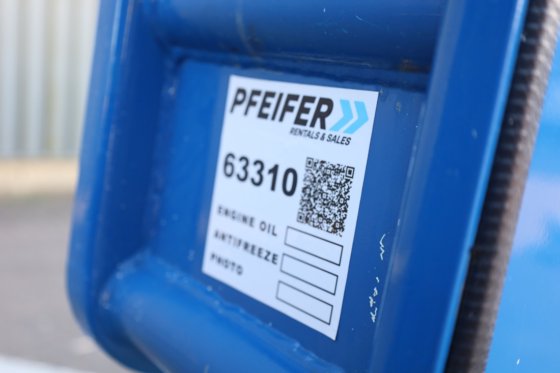 PFEIFER
RENTALS & SALES
63310
ENGINE OIL
ANTIFREEZE
PHOTO